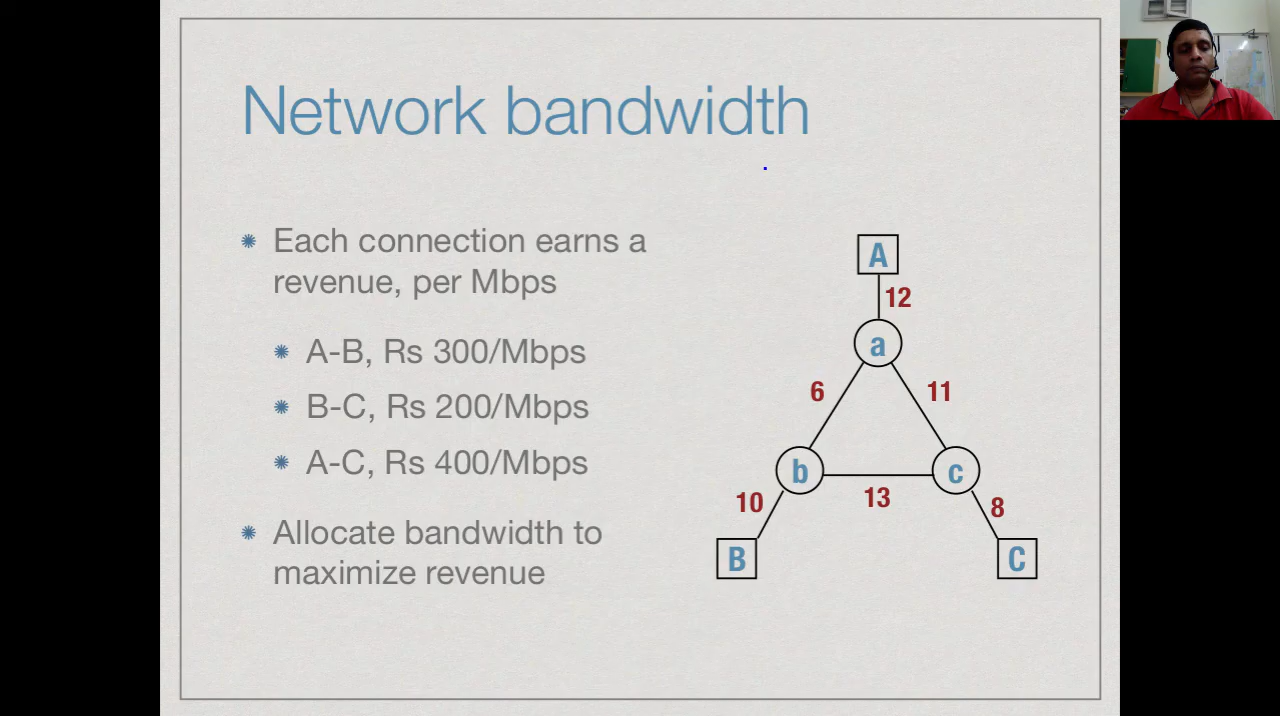 Network bandwidth
Each connection earns a
revenue, per Mbps
A-B, Rs 300/Mbps
B-C, Rs 200/Mbps
A-C, Rs 400/Mbps
Allocate bandwidth to
maximize revenue
A
12
a
6
11
b
c
10
13
8
B
C